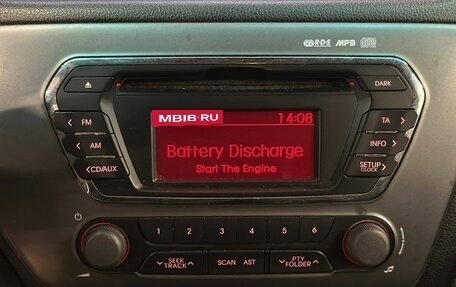 RDS MP3
DARK
MBIB.RU 14:08
FM
TA
Battery Discharge
AM
INFO
Start The Engine
CD/AUX
SETUP
CLOCK
1 2 3 4 5 6
SEEK
TRACK
SCAN AST
PTY
FOLDER